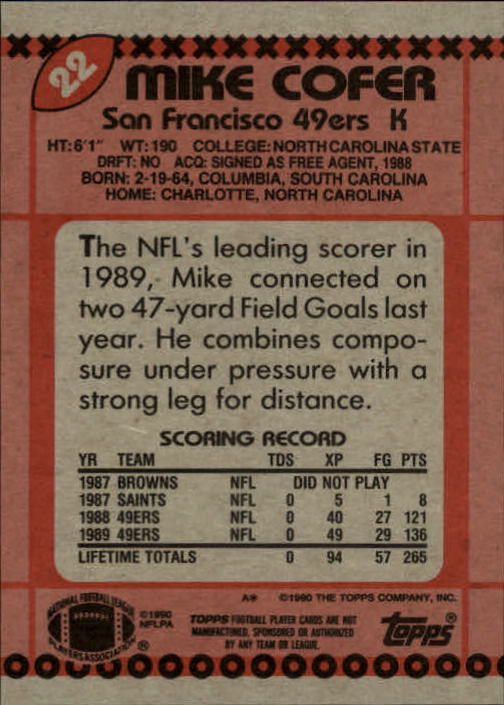 22
MIKE COFER
San Francisco 49ers K
HT:6'1" WT:190 COLLEGE:NORTH CAROLINA STATE
DRFT: NO ACQ: SIGNED AS FREE AGENT, 1988
BORN: 2-19-64, COLUMBIA, SOUTH CAROLINA
HOME: CHARLOTTE, NORTH CAROLINA
The NFL's leading scorer in
1989, Mike connected on
two 47-yard Field Goals last
year. He combines compo-
sure under pressure with a
strong leg for distance.
SCORING RECORD
YR TEAM TDS XP FG PTS
1987 BROWNS NFL DID NOT PLAY
1987 SAINTS NFL 0 5 1 8
1988 49ERS NFL 0 40 27 121
1989 49ERS NFL 0 49 29 136
LIFETIME TOTALS 0 94 57 265
A* ©1990 THE TOPPS COMPANY, INC.
NATIONAL FOOTBALL LEAGUE
PLAYERS ASSOCIATION ®
©1990
NFLPA
TOPPS FOOTBALL PLAYER CARDS ARE NOT
MANUFACTURED, SPONSORED OR AUTHORIZED
BY ANY TEAM OR LEAGUE.
topps®